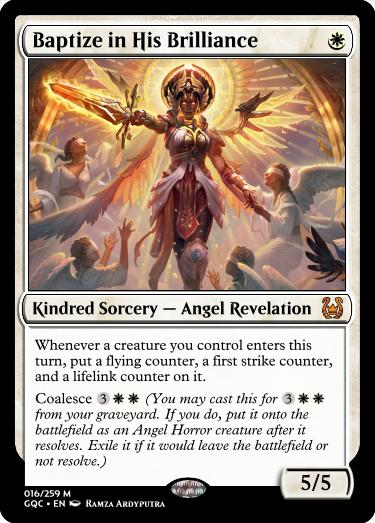 Baptize in His Brilliance
Kindred Sorcery — Angel Revelation
Whenever a creature you control enters this
turn, put a flying counter, a first strike counter,
and a lifelink counter on it.
Coalesce 3 (You may cast this for 3
from your graveyard. If you do, put it onto the
battlefield as an Angel Horror creature after it
resolves. Exile it if it would leave the battlefield or
not resolve.)
5/5
016/259 M
GQC • EN Ramza Ardyputra